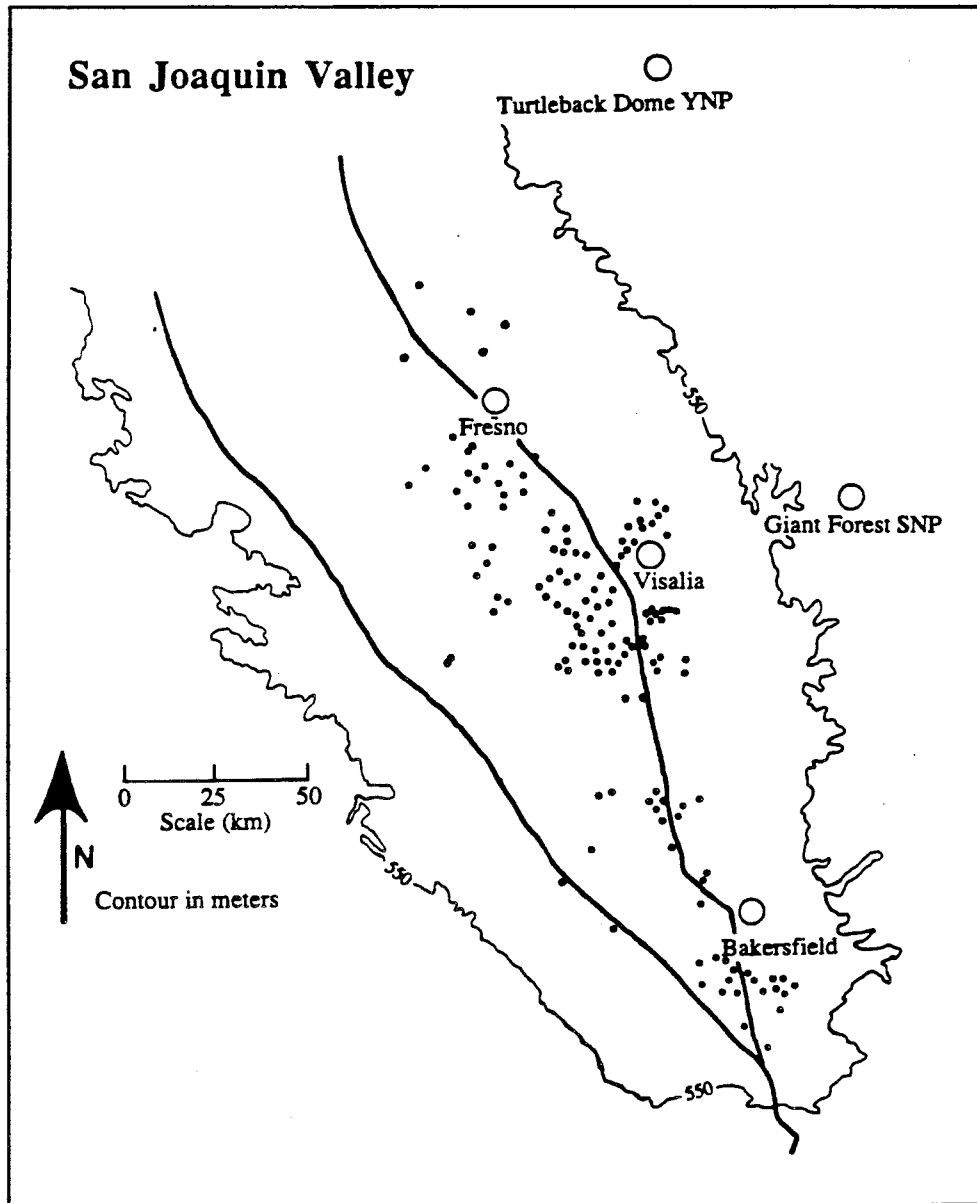 San Joaquin Valley
Turtleback Dome YNP
550
Fresno
Giant Forest SNP
Visalia
0 25 50
Scale (km)
N
Contour in meters
550
Bakersfield
550